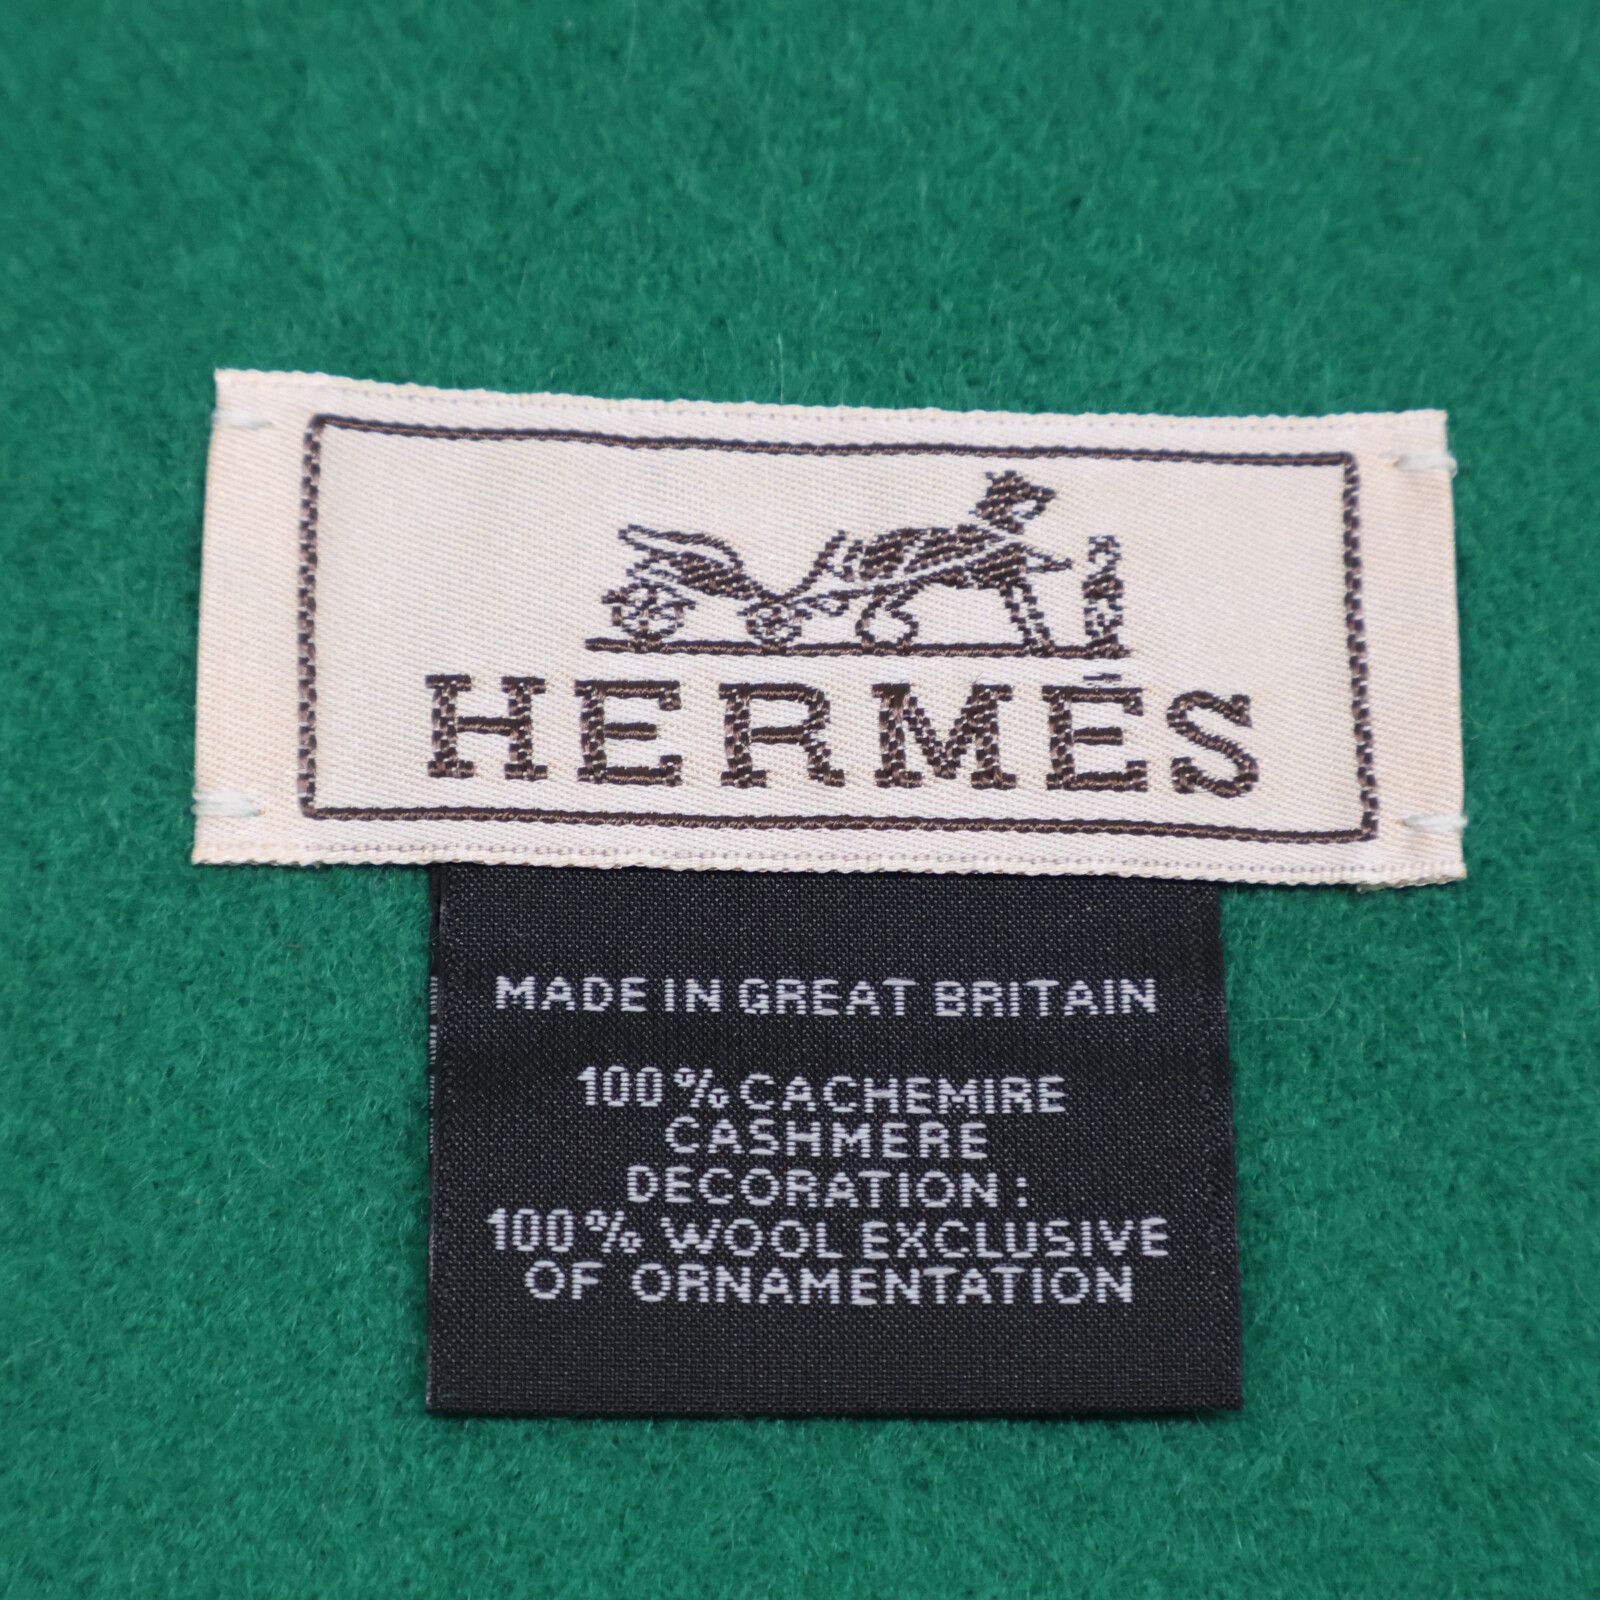 HERMÈS
MADE IN GREAT BRITAIN
100% CACHEMIRE
CASHMERE
DECORATION :
100% WOOL EXCLUSIVE
OF ORNAMENTATION